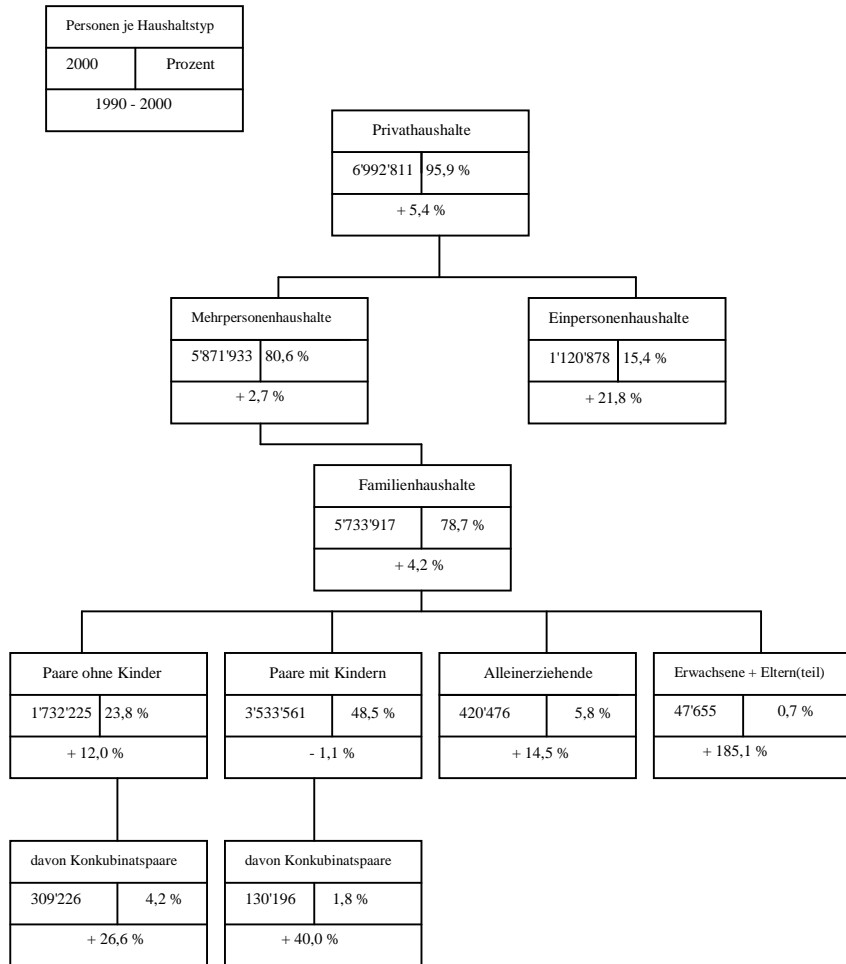 Personen je Haushaltstyp
2000 Prozent
1990 - 2000
Privathaushalte
6'992'811 95,9 %
+ 5,4 %
Mehrpersonenhaushalte
5'871'933 80,6 %
+ 2,7 %
Einpersonenhaushalte
1'120'878 15,4 %
+ 21,8 %
Familienhaushalte
5'733'917 78,7 %
+ 4,2 %
Paare ohne Kinder
1'732'225 23,8 %
+ 12,0 %
Paare mit Kindern
3'533'561 48,5 %
- 1,1 %
Alleinerziehende
420'476 5,8 %
+ 14,5 %
Erwachsene + Eltern(teil)
47'655 0,7 %
+ 185,1 %
davon Konkubinatspaare
309'226 4,2 %
+ 26,6 %
davon Konkubinatspaare
130'196 1,8 %
+ 40,0 %